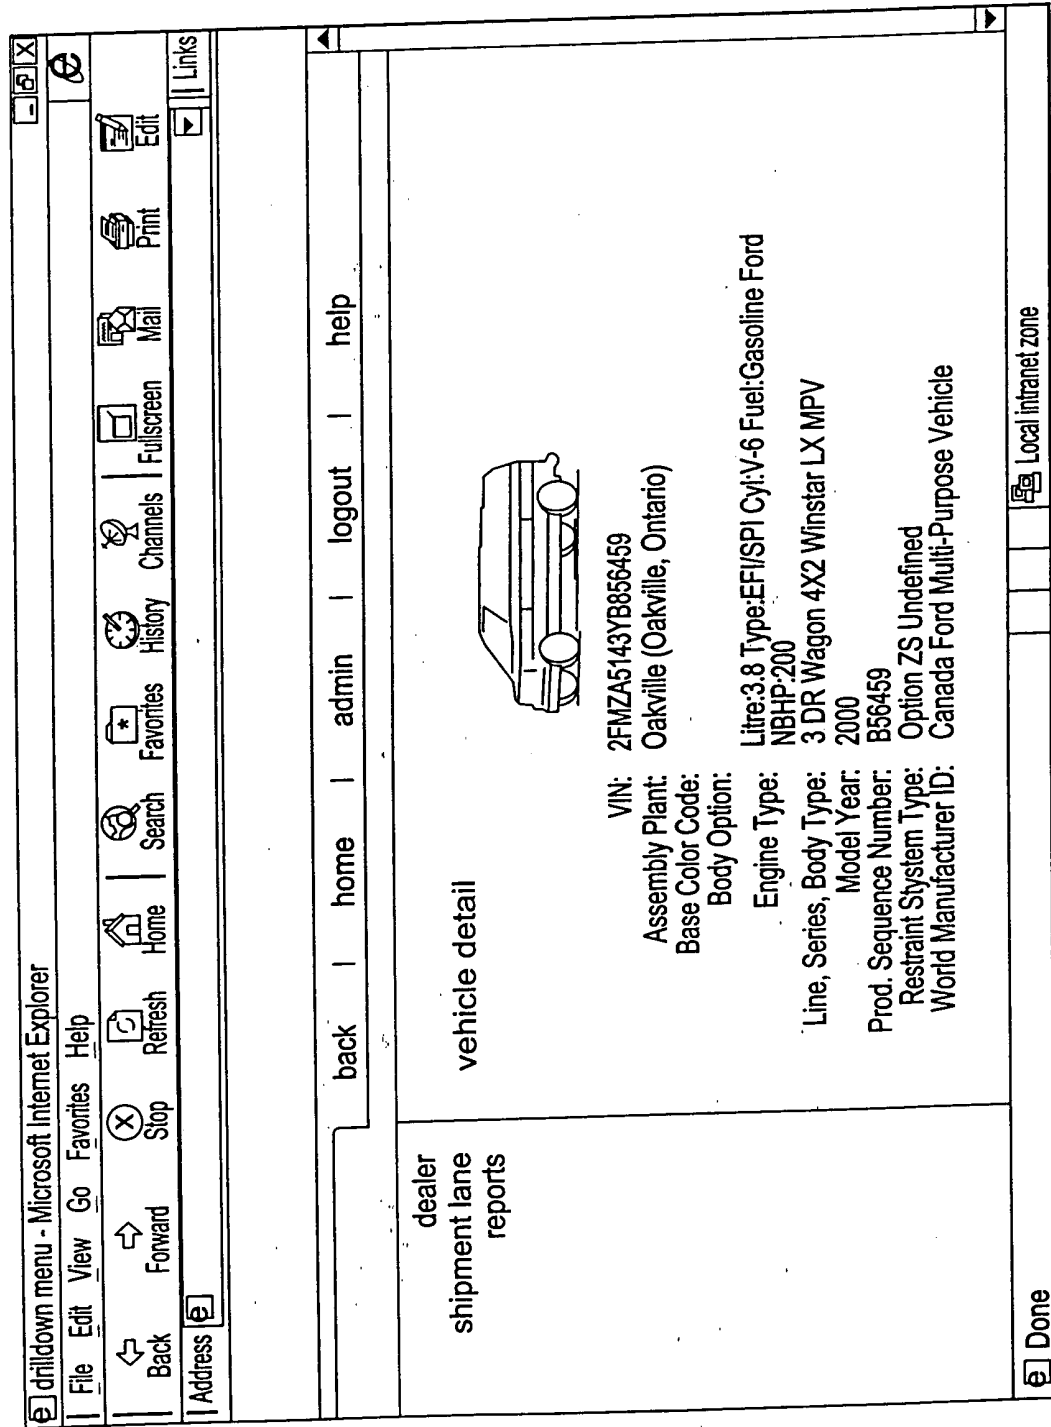 drilldown menu - Microsoft Internet Explorer
File Edit View Go Favorites Help
Back Forward Stop Refresh Home Search Favorites History Channels Fullscreen Mail Print Edit
Address Links
back | home | admin | logout | help
dealer
shipment lane
reports
vehicle detail
VIN: 2FMZA5143YB856459
Assembly Plant: Oakville (Oakville, Ontario)
Base Color Code:
Body Option:
Engine Type: Litre:3.8 Type:EFI/SPI Cyl:V-6 Fuel:Gasoline Ford
NBHP:200
Line, Series, Body Type: 3 DR Wagon 4X2 Winstar LX MPV
Model Year: 2000
Prod. Sequence Number: B56459
Restraint Stystem Type: Option ZS Undefined
World Manufacturer ID: Canada Ford Multi-Purpose Vehicle
Done Local intranet zone